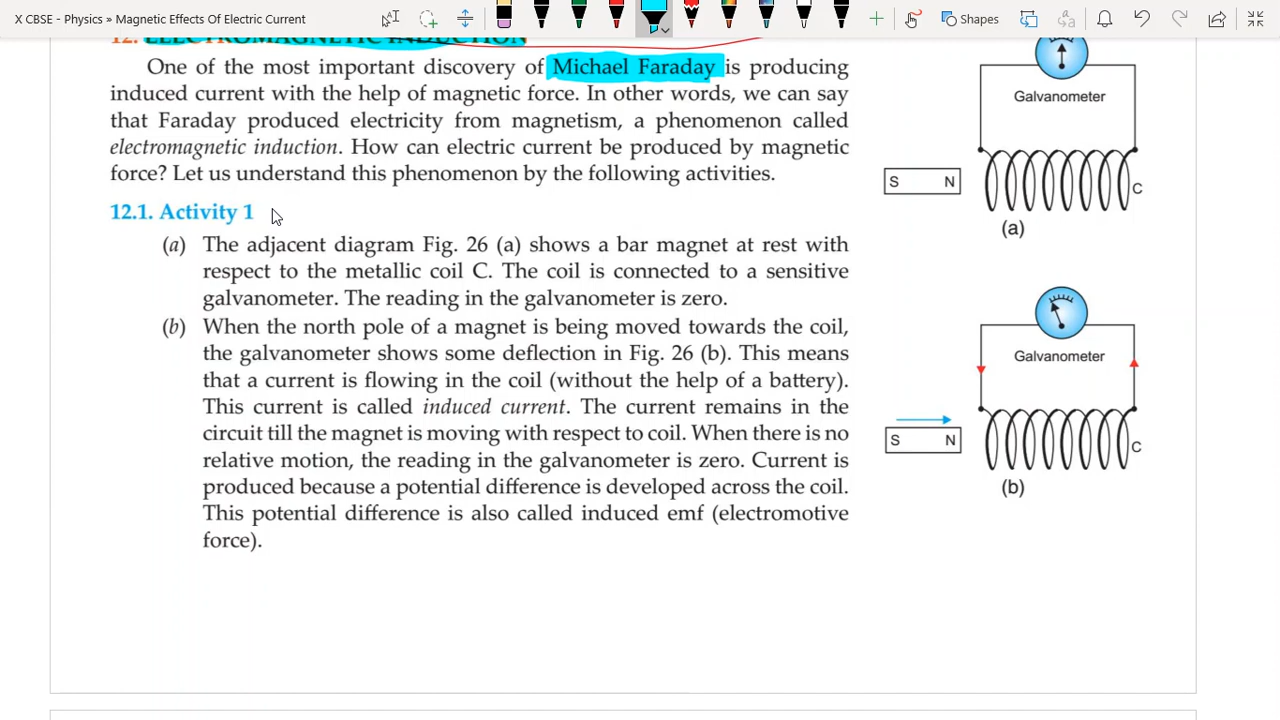 X CBSE - Physics » Magnetic Effects Of Electric Current
Shapes
12. ELECTROMAGNETIC INDUCTION
One of the most important discovery of Michael Faraday is producing
induced current with the help of magnetic force. In other words, we can say
that Faraday produced electricity from magnetism, a phenomenon called
electromagnetic induction. How can electric current be produced by magnetic
force? Let us understand this phenomenon by the following activities.
12.1. Activity 1
(a) The adjacent diagram Fig. 26 (a) shows a bar magnet at rest with
respect to the metallic coil C. The coil is connected to a sensitive
galvanometer. The reading in the galvanometer is zero.
(b) When the north pole of a magnet is being moved towards the coil,
the galvanometer shows some deflection in Fig. 26 (b). This means
that a current is flowing in the coil (without the help of a battery).
This current is called induced current. The current remains in the
circuit till the magnet is moving with respect to coil. When there is no
relative motion, the reading in the galvanometer is zero. Current is
produced because a potential difference is developed across the coil.
This potential difference is also called induced emf (electromotive
force).
Galvanometer
S N
C
(a)
Galvanometer
S N
C
(b)